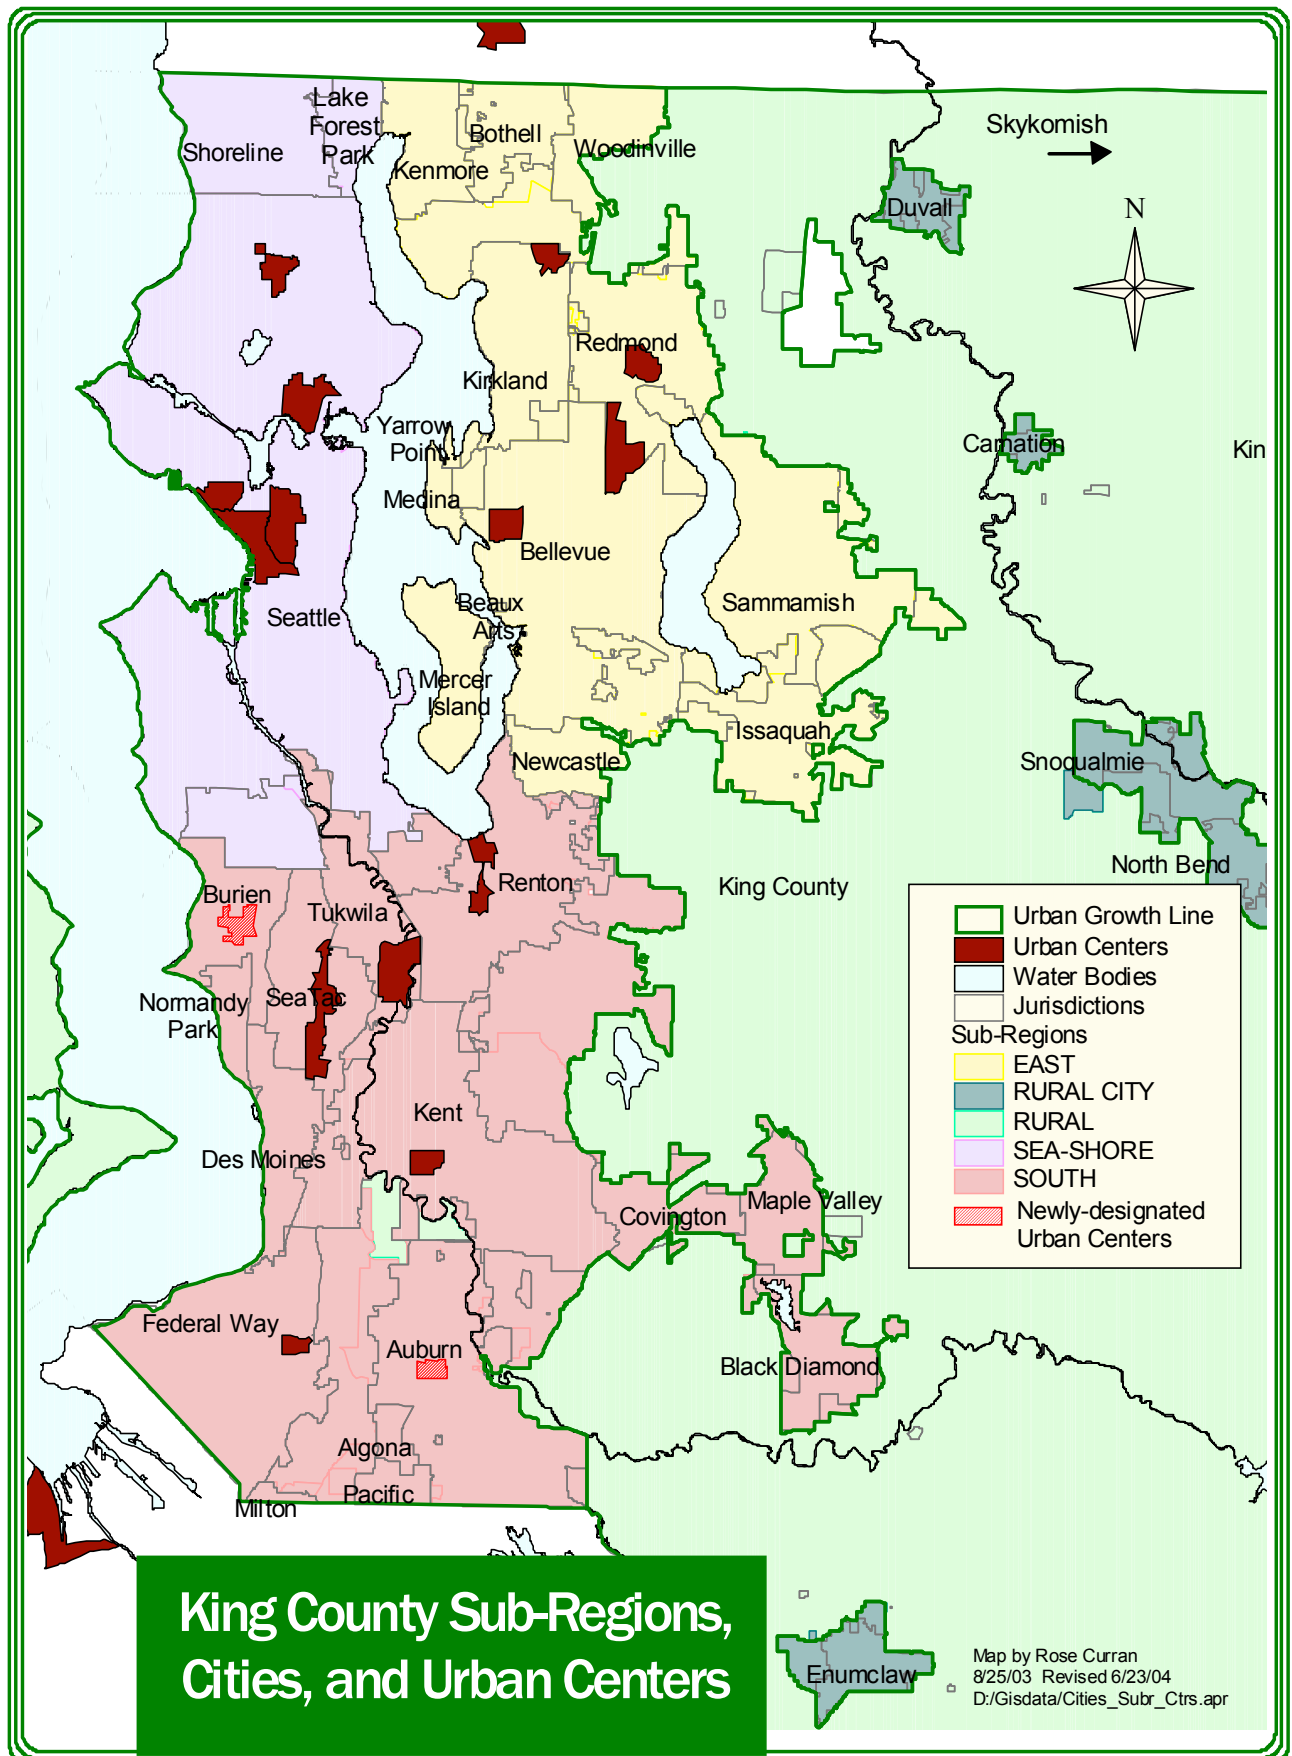 Lake
Forest
Park
Shoreline
Bothell
Kenmore
Woodinville
Skykomish
Duvall
N
Redmond
Kirkland
Yarrow
Point
Medina
Carnation
Kin
Bellevue
Seattle
Beaux
Arts
Sammamish
Mercer
Island
Newcastle
Issaquah
Snoqualmie
North Bend
Burien
Tukwila
Renton
King County
Normandy
Park
SeaTac
Kent
Des Moines
Covington
Maple Valley
Federal Way
Auburn
Black Diamond
Algona
Pacific
Milton
Enumclaw
Urban Growth Line
Urban Centers
Water Bodies
Jurisdictions
Sub-Regions
EAST
RURAL CITY
RURAL
SEA-SHORE
SOUTH
Newly-designated
Urban Centers
King County Sub-Regions,
Cities, and Urban Centers
Map by Rose Curran
8/25/03 Revised 6/23/04
D:/Gisdata/Cities_Subr_Ctrs.apr